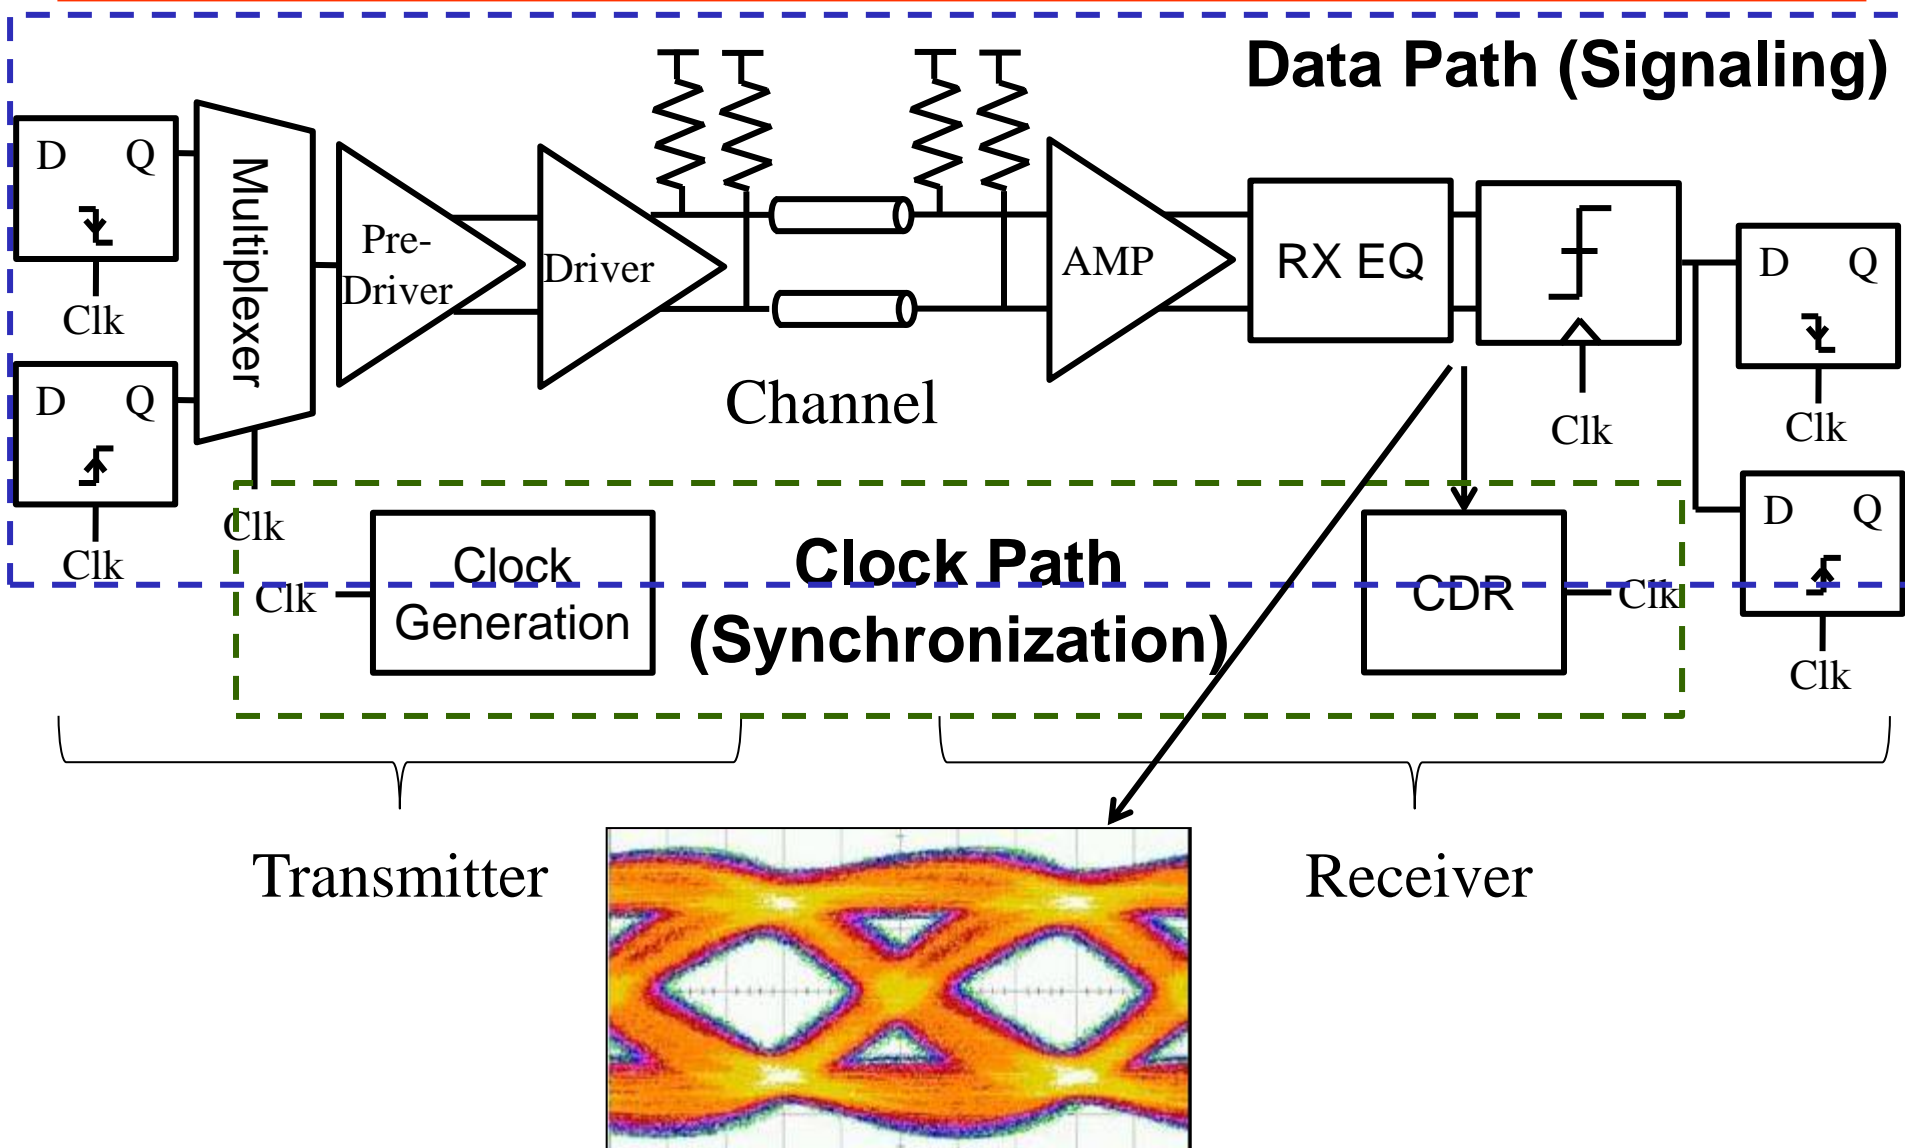 Data Path (Signaling)
D Q
Clk
D Q
Clk
Multiplexer
Clk
Pre-
Driver
Driver
Channel
AMP
RX EQ
Clk
D Q
Clk
D Q
Clk
Clk
Clock
Generation
Clock Path
(Synchronization)
CDR
Clk
Transmitter
Receiver